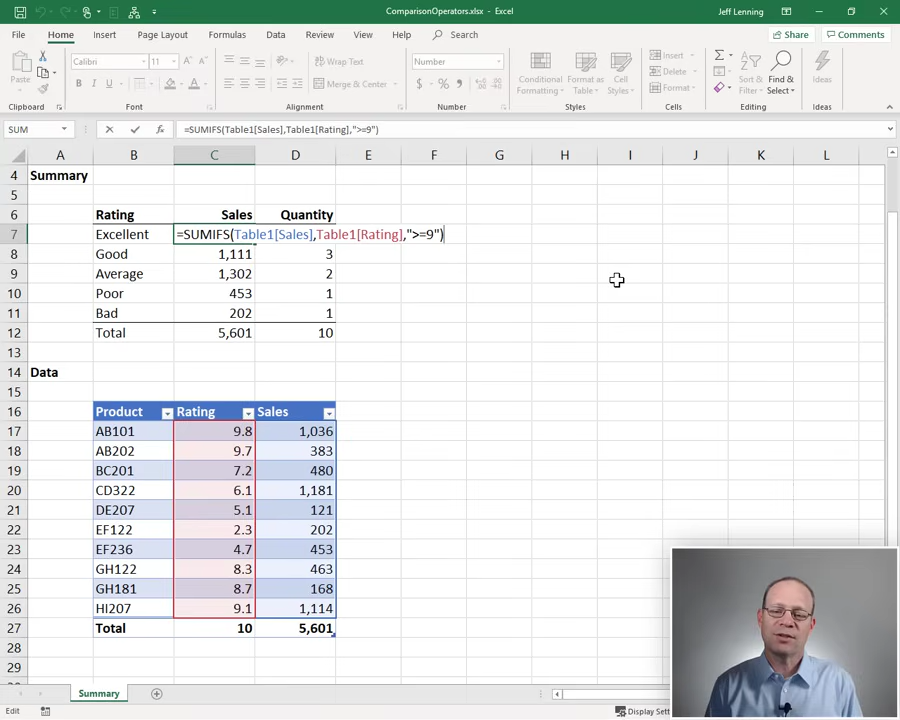 ComparisonOperators.xlsx - Excel
Jeff Lenning
File Home Insert Page Layout Formulas Data Review View Help Search Share Comments
Paste
Calibri 11
Wrap Text
Merge & Center
Number
Conditional Formatting
Format as Table
Cell Styles
Insert
Delete
Format
Sort & Filter
Find & Select
Ideas
Clipboard Font Alignment Number Styles Cells Editing Ideas
SUM =SUMIFS(Table1[Sales],Table1[Rating],">=9")
A B C D E F G H I J K L
4 Summary
5
6 Rating Sales Quantity
7 Excellent =SUMIFS(Table1[Sales],Table1[Rating],">=9")
8 Good 1,111 3
9 Average 1,302 2
10 Poor 453 1
11 Bad 202 1
12 Total 5,601 10
13
14 Data
15
16 Product Rating Sales
17 AB101 9.8 1,036
18 AB202 9.7 383
19 BC201 7.2 480
20 CD322 6.1 1,181
21 DE207 5.1 121
22 EF122 2.3 202
23 EF236 4.7 453
24 GH122 8.3 463
25 GH181 8.7 168
26 HI207 9.1 1,114
27 Total 10 5,601
28
29
Summary
Edit
Display